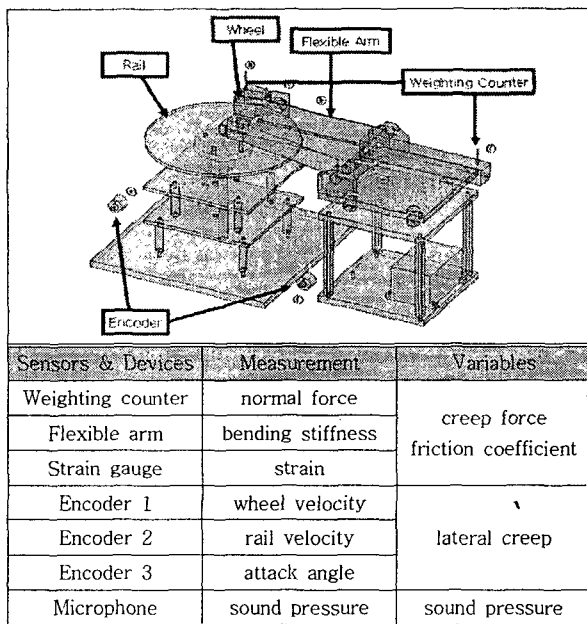 Wheel
Flexible Arm
Rail
Weighting Counter
Encoder
Sensors & Devices Measurement Variables
Weighting counter normal force
creep force
Flexible arm bending stiffness
friction coefficient
Strain gauge strain
Encoder 1 wheel velocity
Encoder 2 rail velocity lateral creep
Encoder 3 attack angle
Microphone sound pressure sound pressure